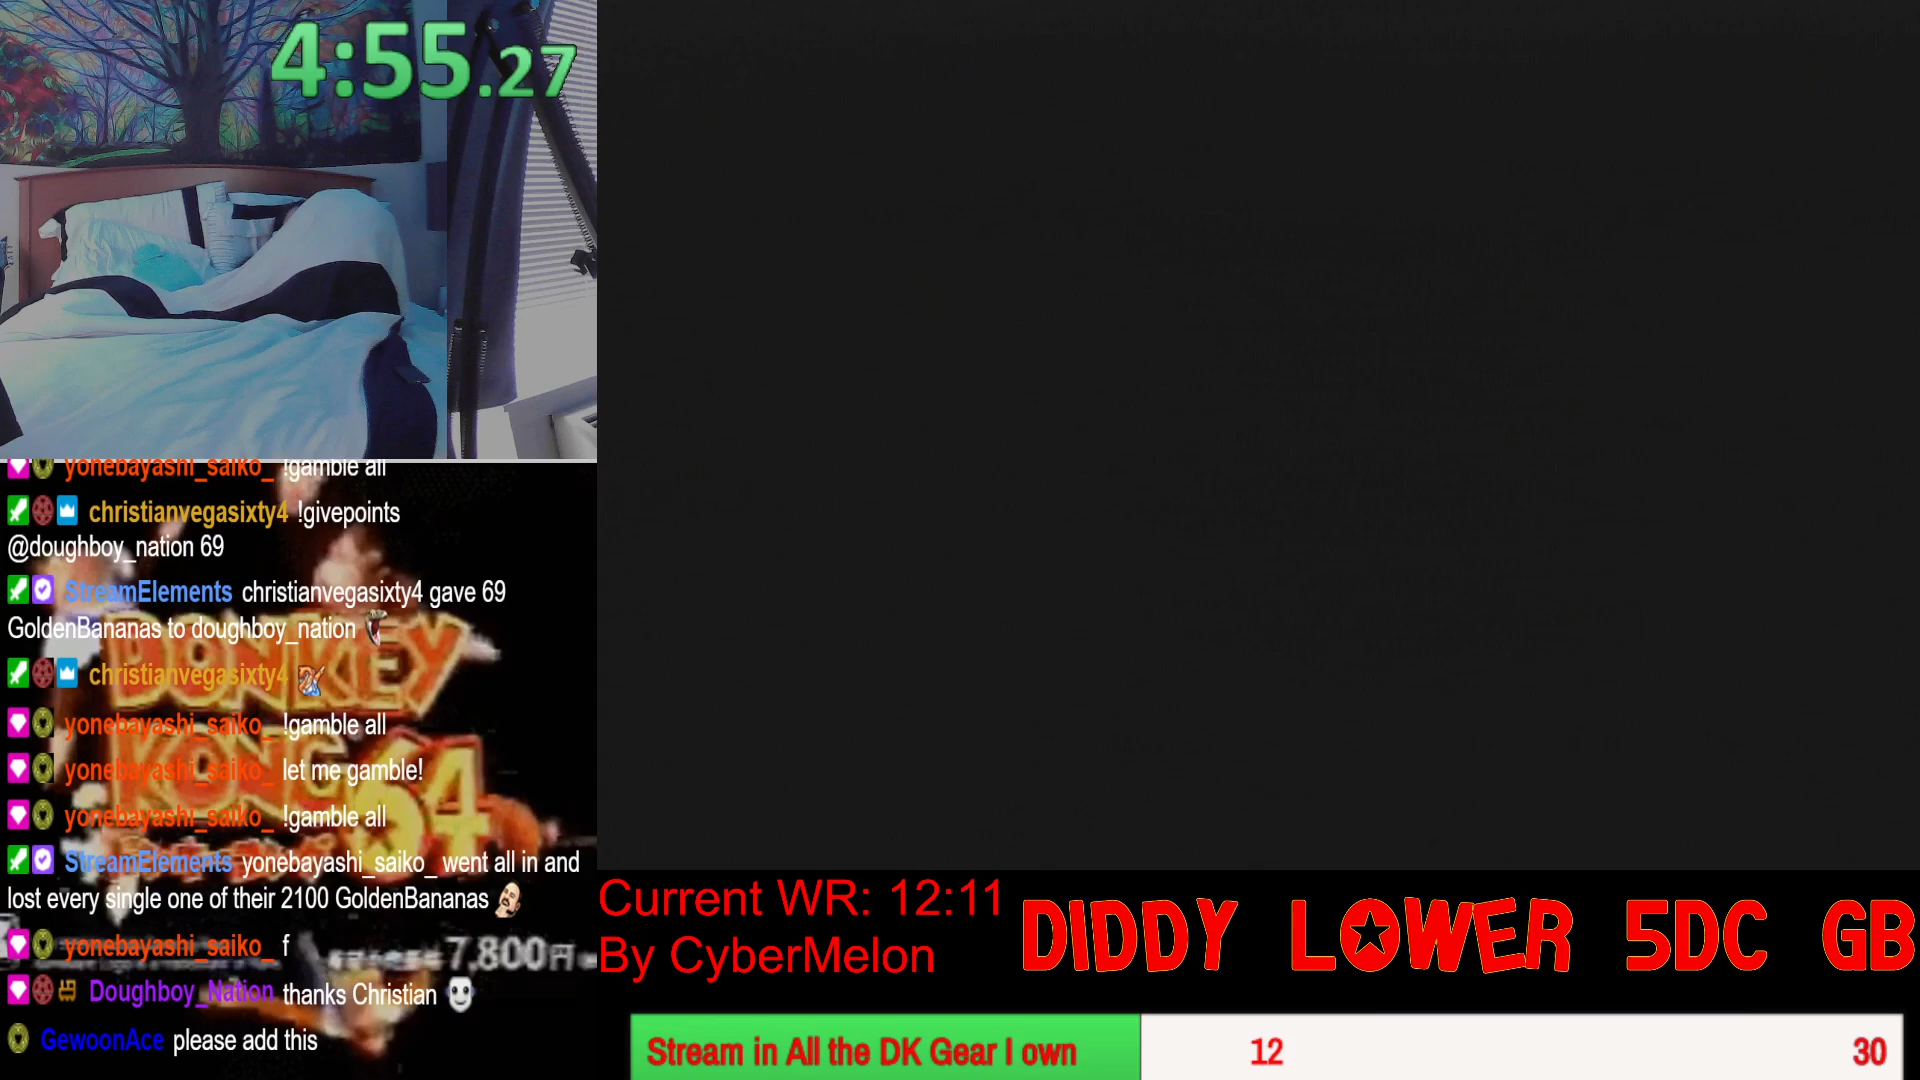 4:55.27
yonebayashi_saiko_ !gamble all
christianvegasixty4 !givepoints
@doughboy_nation 69
StreamElements christianvegasixty4 gave 69
GoldenBananas to doughboy_nation
christianvegasixty4
yonebayashi_saiko_ !gamble all
yonebayashi_saiko_ let me gamble!
yonebayashi_saiko_ !gamble all
StreamElements yonebayashi_saiko_ went all in and
lost every single one of their 2100 GoldenBananas
yonebayashi_saiko_ f
Doughboy_Nation thanks Christian
GewoonAce please add this
DONKEY
KONG 64
7,800円
Current WR: 12:11
By CyberMelon
DIDDY LOWER 5DC GB
Stream in All the DK Gear I own 12 30